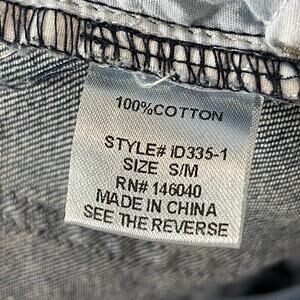 100%COTTON
STYLE# ID335-1
SIZE S/M
RN# 146040
MADE IN CHINA
SEE THE REVERSE